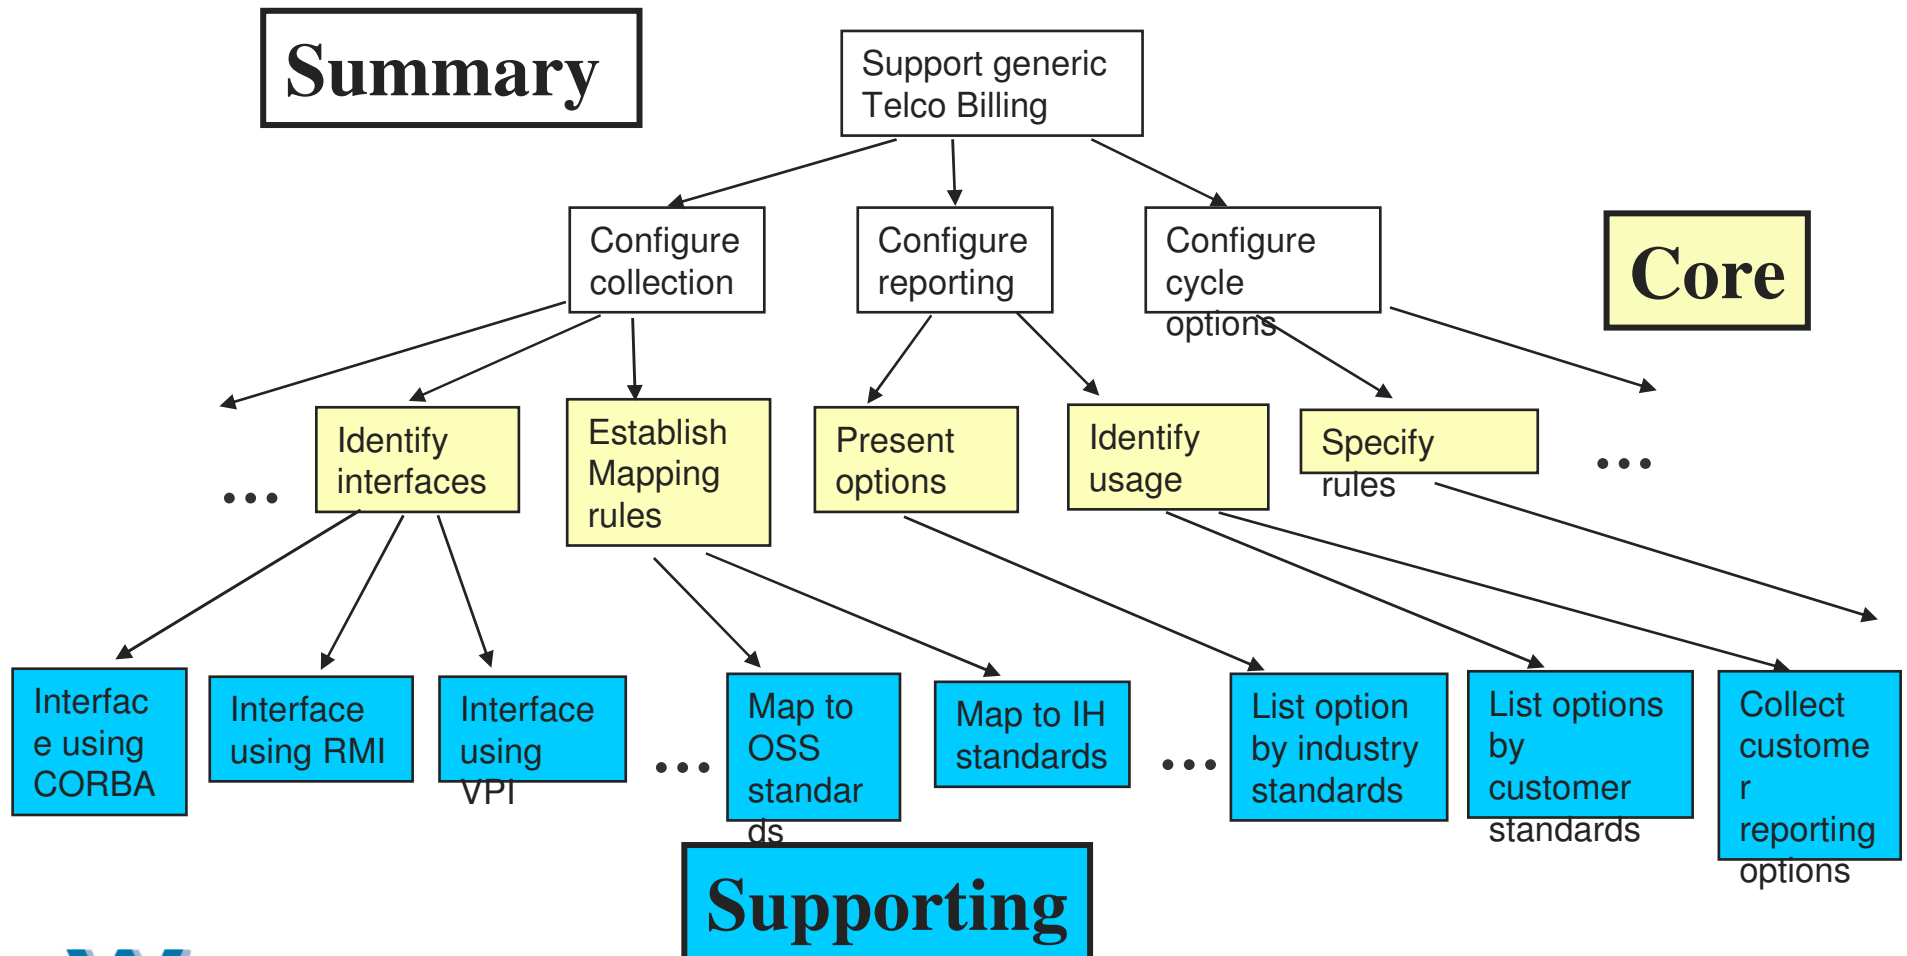 Summary
Support generic
Telco Billing
Configure
collection
Configure
reporting
Configure
cycle
options
Core
...
Identify
interfaces
Establish
Mapping
rules
Present
options
Identify
usage
Specify
rules
...
Interfac
e using
CORBA
Interface
using RMI
Interface
using
VPI
...
Map to
OSS
standar
ds
Map to IH
standards
...
List option
by industry
standards
List options
by
customer
standards
Collect
custome
r
reporting
options
Supporting